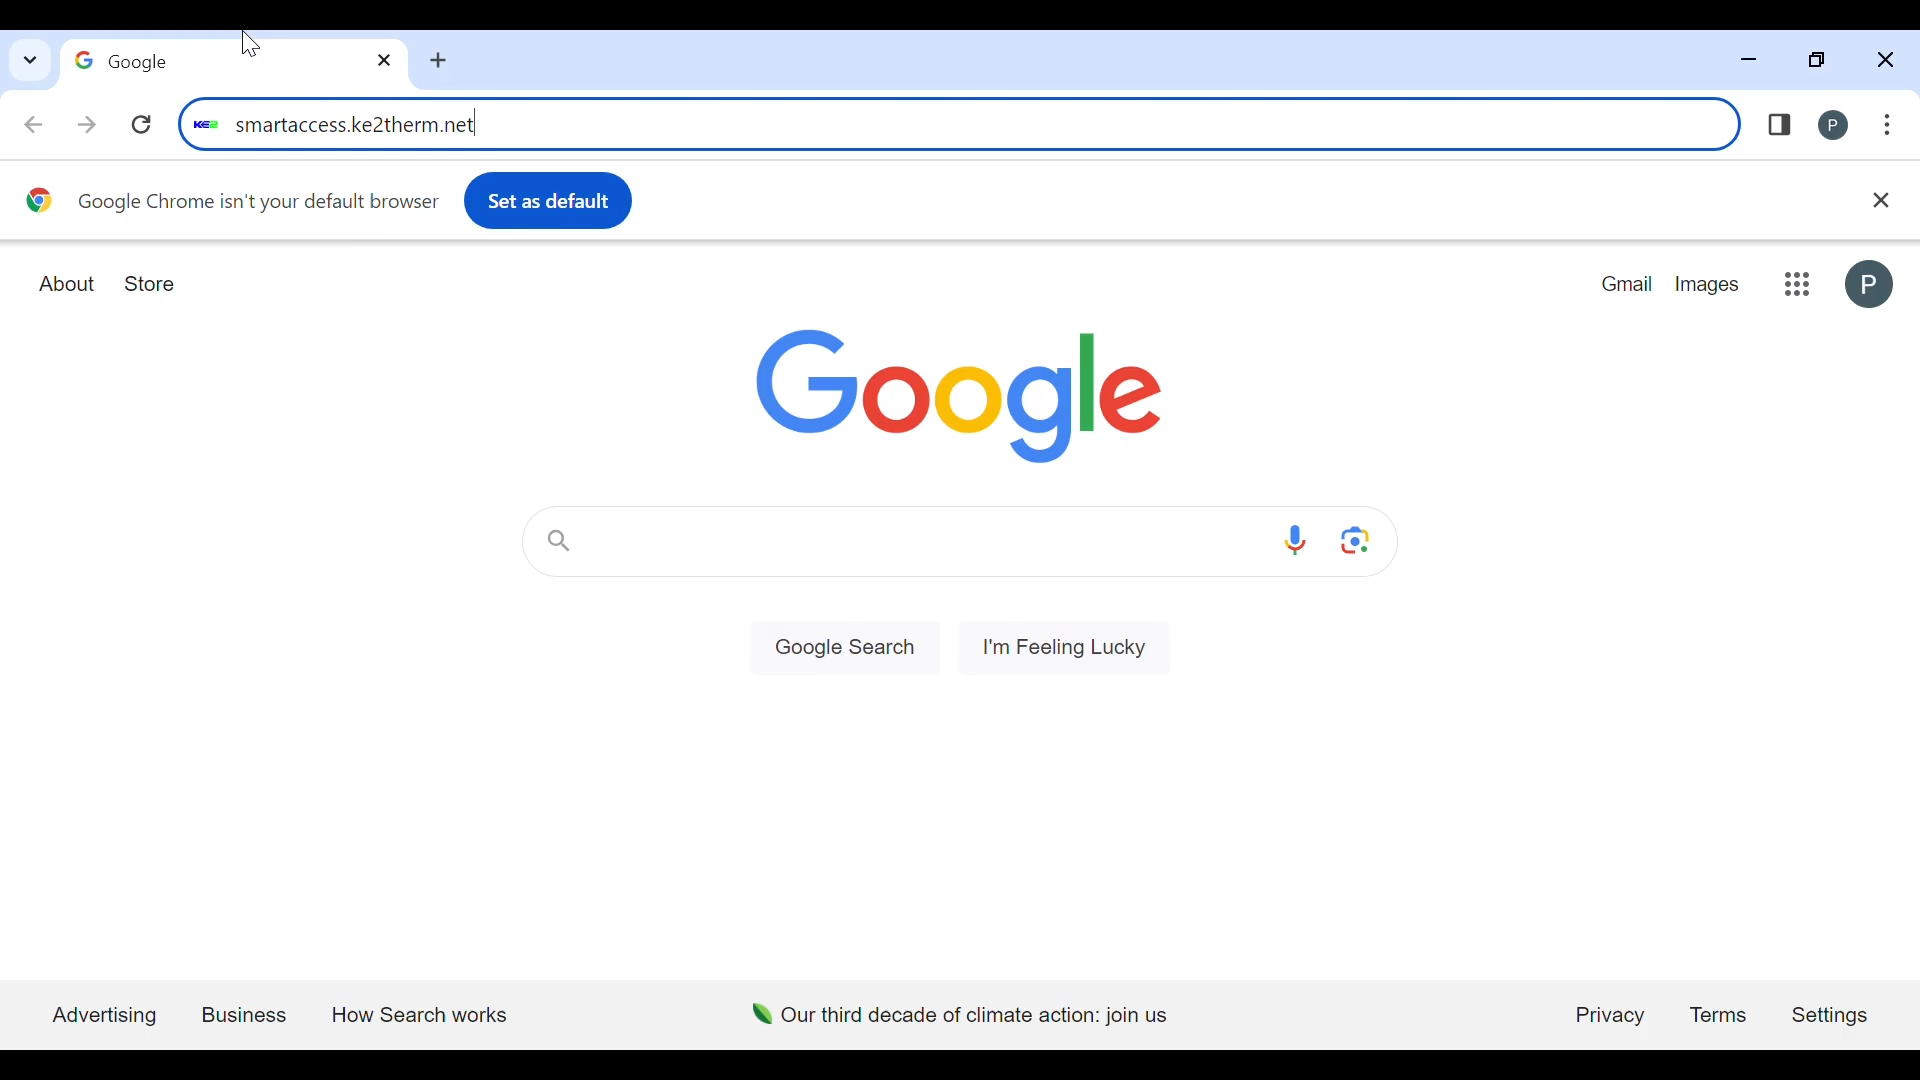 Google
KE2 smartaccess.ke2therm.net
P
Google Chrome isn't your default browser Set as default
About Store Gmail Images P
Google
Google Search I'm Feeling Lucky
Advertising Business How Search works Our third decade of climate action: join us Privacy Terms Settings